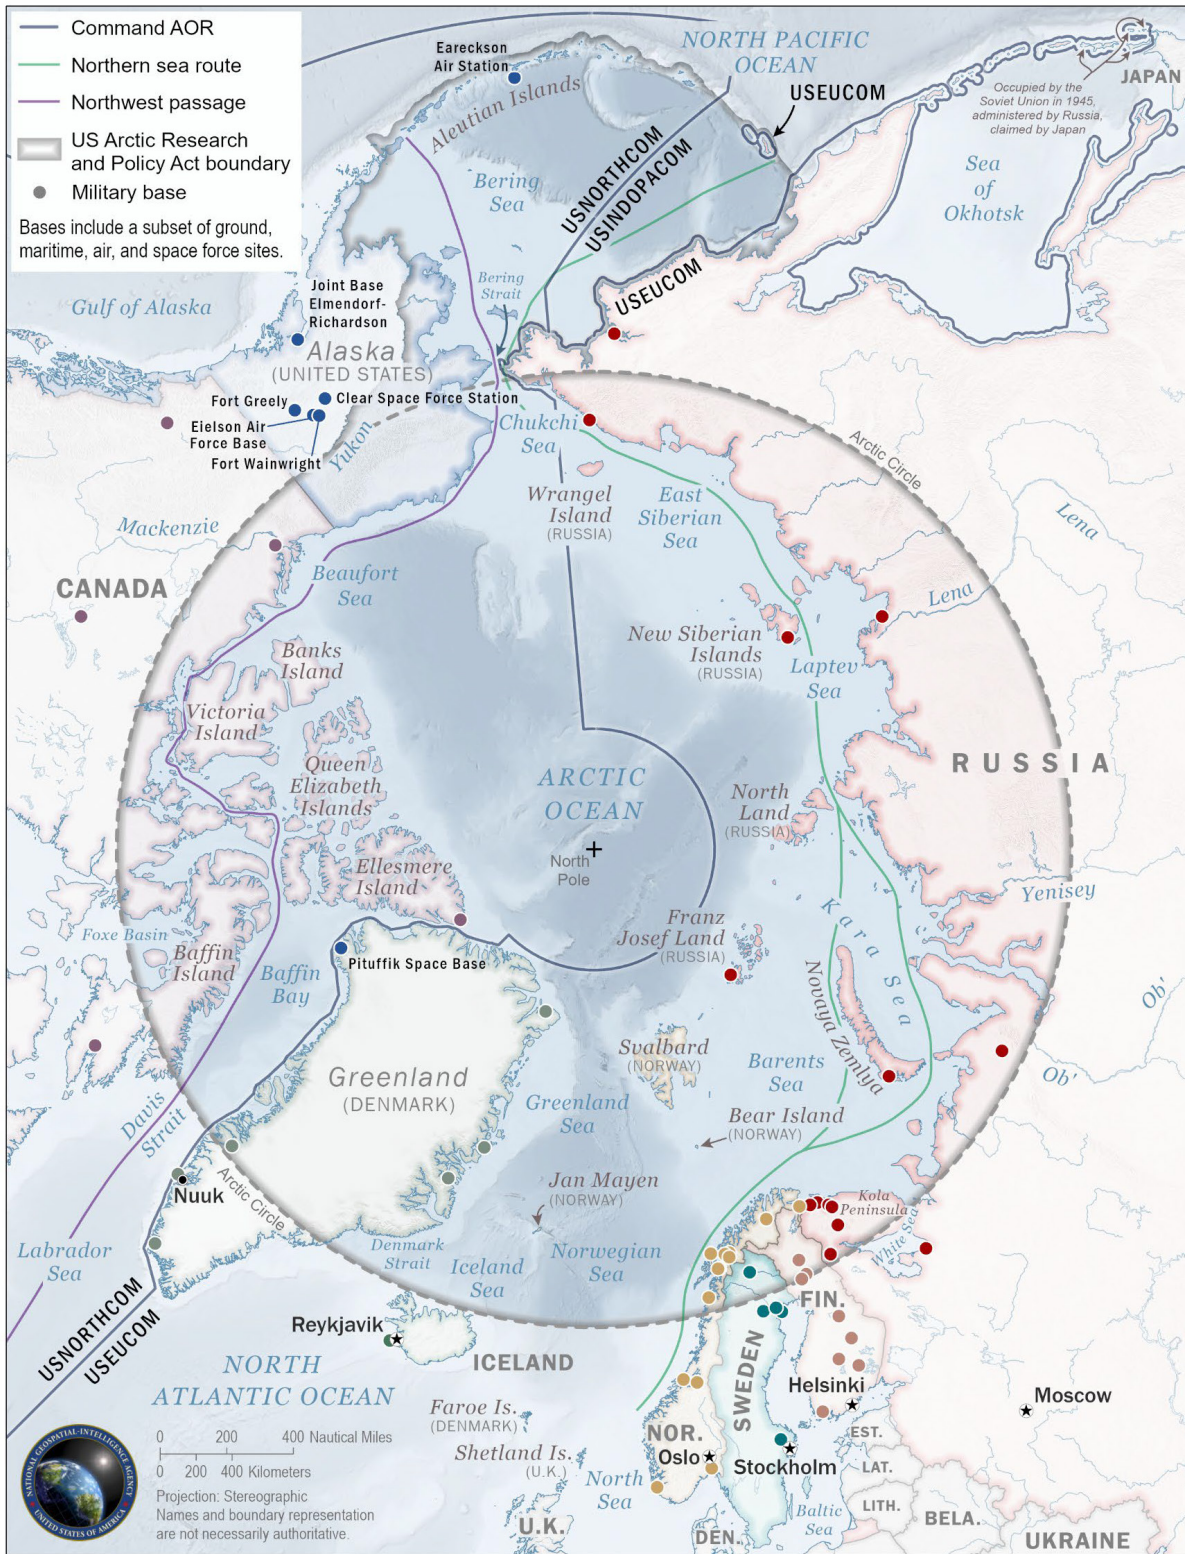 Command AOR
Northern sea route
Northwest passage
US Arctic Research
and Policy Act boundary
Military base
Bases include a subset of ground,
maritime, air, and space force sites.
Eareckson
Air Station
Aleutian Islands
NORTH PACIFIC
OCEAN
USEUCOM
JAPAN
Occupied by the
Soviet Union in 1945,
administered by Russia,
claimed by Japan
Sea
of
Okhotsk
Bering
Sea
USNORTHCOM
USINDOPACOM
USEUCOM
Bering
Strait
Gulf of Alaska
Joint Base
Elmendorf-
Richardson
Alaska
(UNITED STATES)
Fort Greely
Clear Space Force Station
Eielson Air
Force Base
Fort Wainwright
Yukon
Chukchi
Sea
Arctic Circle
Wrangel
Island
(RUSSIA)
East
Siberian
Sea
Lena
Lena
Mackenzie
CANADA
Beaufort
Sea
New Siberian
Islands
(RUSSIA)
Laptev
Sea
Banks
Island
Victoria
Island
Queen
Elizabeth
Islands
RUSSIA
ARCTIC
OCEAN
North
Land
(RUSSIA)
North
Pole
Ellesmere
Island
Yenisey
Kara Sea
Franz
Josef Land
(RUSSIA)
Foxe Basin
Baffin
Island
Baffin
Bay
Pituffik Space Base
Novaya Zemlya
Ob'
Ob'
Svalbard
(NORWAY)
Barents
Sea
Greenland
(DENMARK)
Greenland
Sea
Bear Island
(NORWAY)
Davis
Strait
Nuuk
Arctic Circle
Jan Mayen
(NORWAY)
Kola
Peninsula
White Sea
Labrador
Sea
Denmark
Strait
Iceland
Sea
Norwegian
Sea
USNORTHCOM
USEUCOM
Reykjavik
ICELAND
FIN.
SWEDEN
NORTH
ATLANTIC OCEAN
Helsinki
Moscow
Faroe Is.
(DENMARK)
EST.
NOR.
Oslo
Stockholm
LAT.
Shetland Is.
(U.K.)
North
Sea
LITH.
Baltic
Sea
BELA.
U.K.
DEN.
UKRAINE
NATIONAL GEOSPATIAL-INTELLIGENCE AGENCY
UNITED STATES OF AMERICA
0 200 400 Nautical Miles
0 200 400 Kilometers
Projection: Stereographic
Names and boundary representation
are not necessarily authoritative.